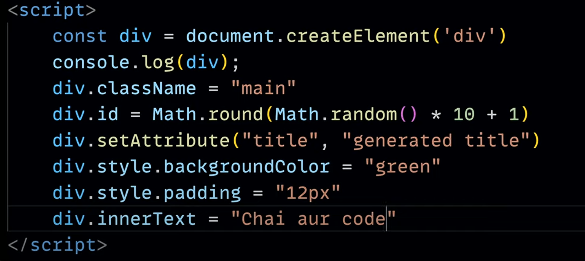 <script>
const div = document.createElement('div')
console.log(div);
div.className = "main"
div.id = Math.round(Math.random() * 10 + 1)
div.setAttribute("title", "generated title")
div.style.backgroundColor = "green"
div.style.padding = "12px"
div.innerText = "Chai aur code"
</script>